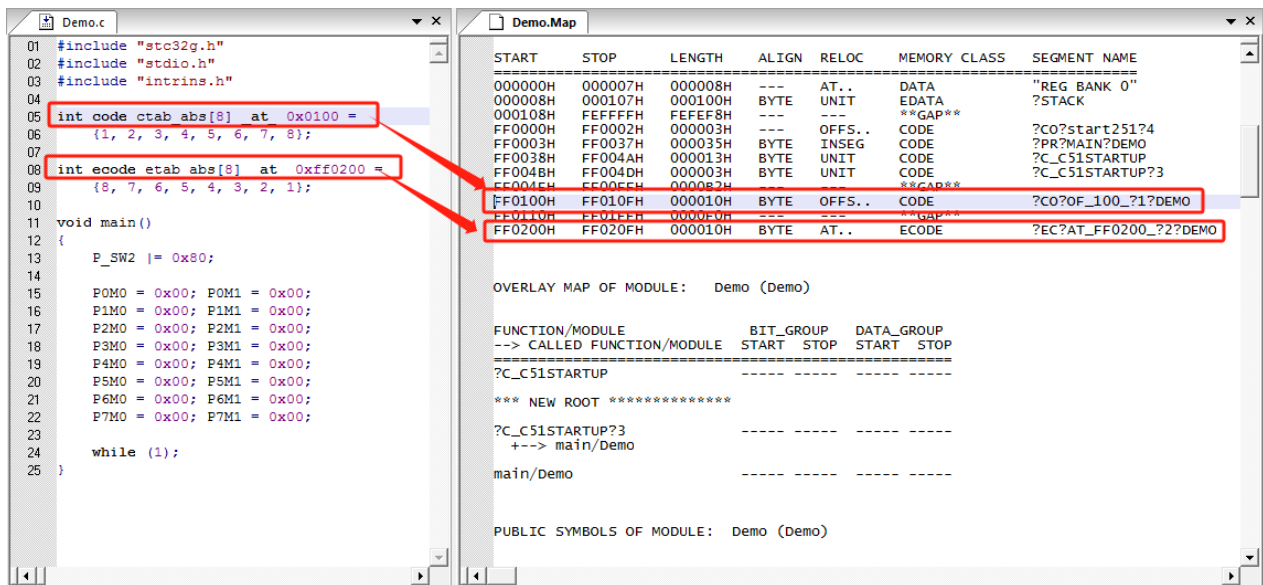 Demo.c
01 #include "stc32g.h"
02 #include "stdio.h"
03 #include "intrins.h"
04
05 int code ctab_abs[8] _at_ 0x0100 =
06 {1, 2, 3, 4, 5, 6, 7, 8};
07
08 int ecode etab_abs[8] _at_ 0xff0200 =
09 {8, 7, 6, 5, 4, 3, 2, 1};
10
11 void main()
12 {
13 P_SW2 |= 0x80;
14
15 P0M0 = 0x00; P0M1 = 0x00;
16 P1M0 = 0x00; P1M1 = 0x00;
17 P2M0 = 0x00; P2M1 = 0x00;
18 P3M0 = 0x00; P3M1 = 0x00;
19 P4M0 = 0x00; P4M1 = 0x00;
20 P5M0 = 0x00; P5M1 = 0x00;
21 P6M0 = 0x00; P6M1 = 0x00;
22 P7M0 = 0x00; P7M1 = 0x00;
23
24 while (1);
25 }
Demo.Map
START STOP LENGTH ALIGN RELOC MEMORY CLASS SEGMENT NAME
=========================================================================
000000H 000007H 000008H --- AT.. DATA "REG BANK 0"
000008H 000107H 000100H BYTE UNIT EDATA ?STACK
000108H FEFFFFH FEFEF8H --- --- **GAP**
FF0000H FF0002H 000003H --- OFFS.. CODE ?CO?start251?4
FF0003H FF0037H 000035H BYTE INSEG CODE ?PR?MAIN?DEMO
FF0038H FF004AH 000013H BYTE UNIT CODE ?C_C51STARTUP
FF004BH FF004DH 000003H BYTE UNIT CODE ?C_C51STARTUP?3
FF004EH FF00FFH 0000B2H --- --- **GAP**
FF0100H FF010FH 000010H BYTE OFFS.. CODE ?CO?OF_100_?1?DEMO
FF0110H FF01FFH 0000F0H --- --- **GAP**
FF0200H FF020FH 000010H BYTE AT.. ECODE ?EC?AT_FF0200_?2?DEMO
OVERLAY MAP OF MODULE: Demo (Demo)
FUNCTION/MODULE BIT_GROUP DATA_GROUP
--> CALLED FUNCTION/MODULE START STOP START STOP
====================================================
?C_C51STARTUP ----- ----- ----- -----
*** NEW ROOT **************
?C_C51STARTUP?3 ----- ----- ----- -----
+--> main/Demo
main/Demo ----- ----- ----- -----
PUBLIC SYMBOLS OF MODULE: Demo (Demo)